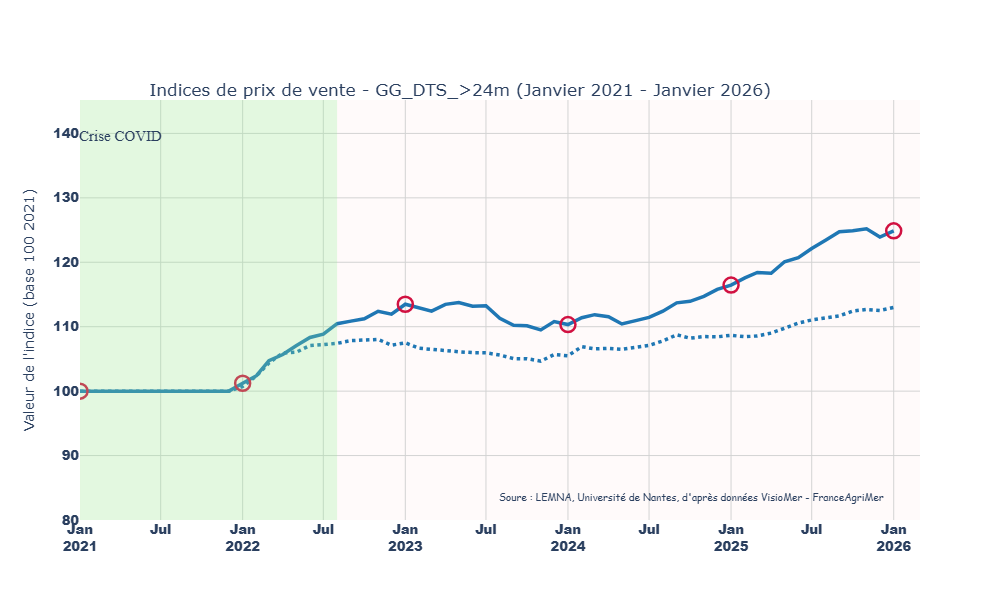 Indices de prix de vente - GG_DTS_>24m (Janvier 2021 - Janvier 2026)
Crise COVID
Valeur de l'indice (base 100 2021)
140
130
120
110
100
90
80
Soure : LEMNA, Université de Nantes, d'après données VisioMer - FranceAgriMer
Jan Jul Jan Jul Jan Jul Jan Jul Jan Jul Jan
2021 2022 2023 2024 2025 2026